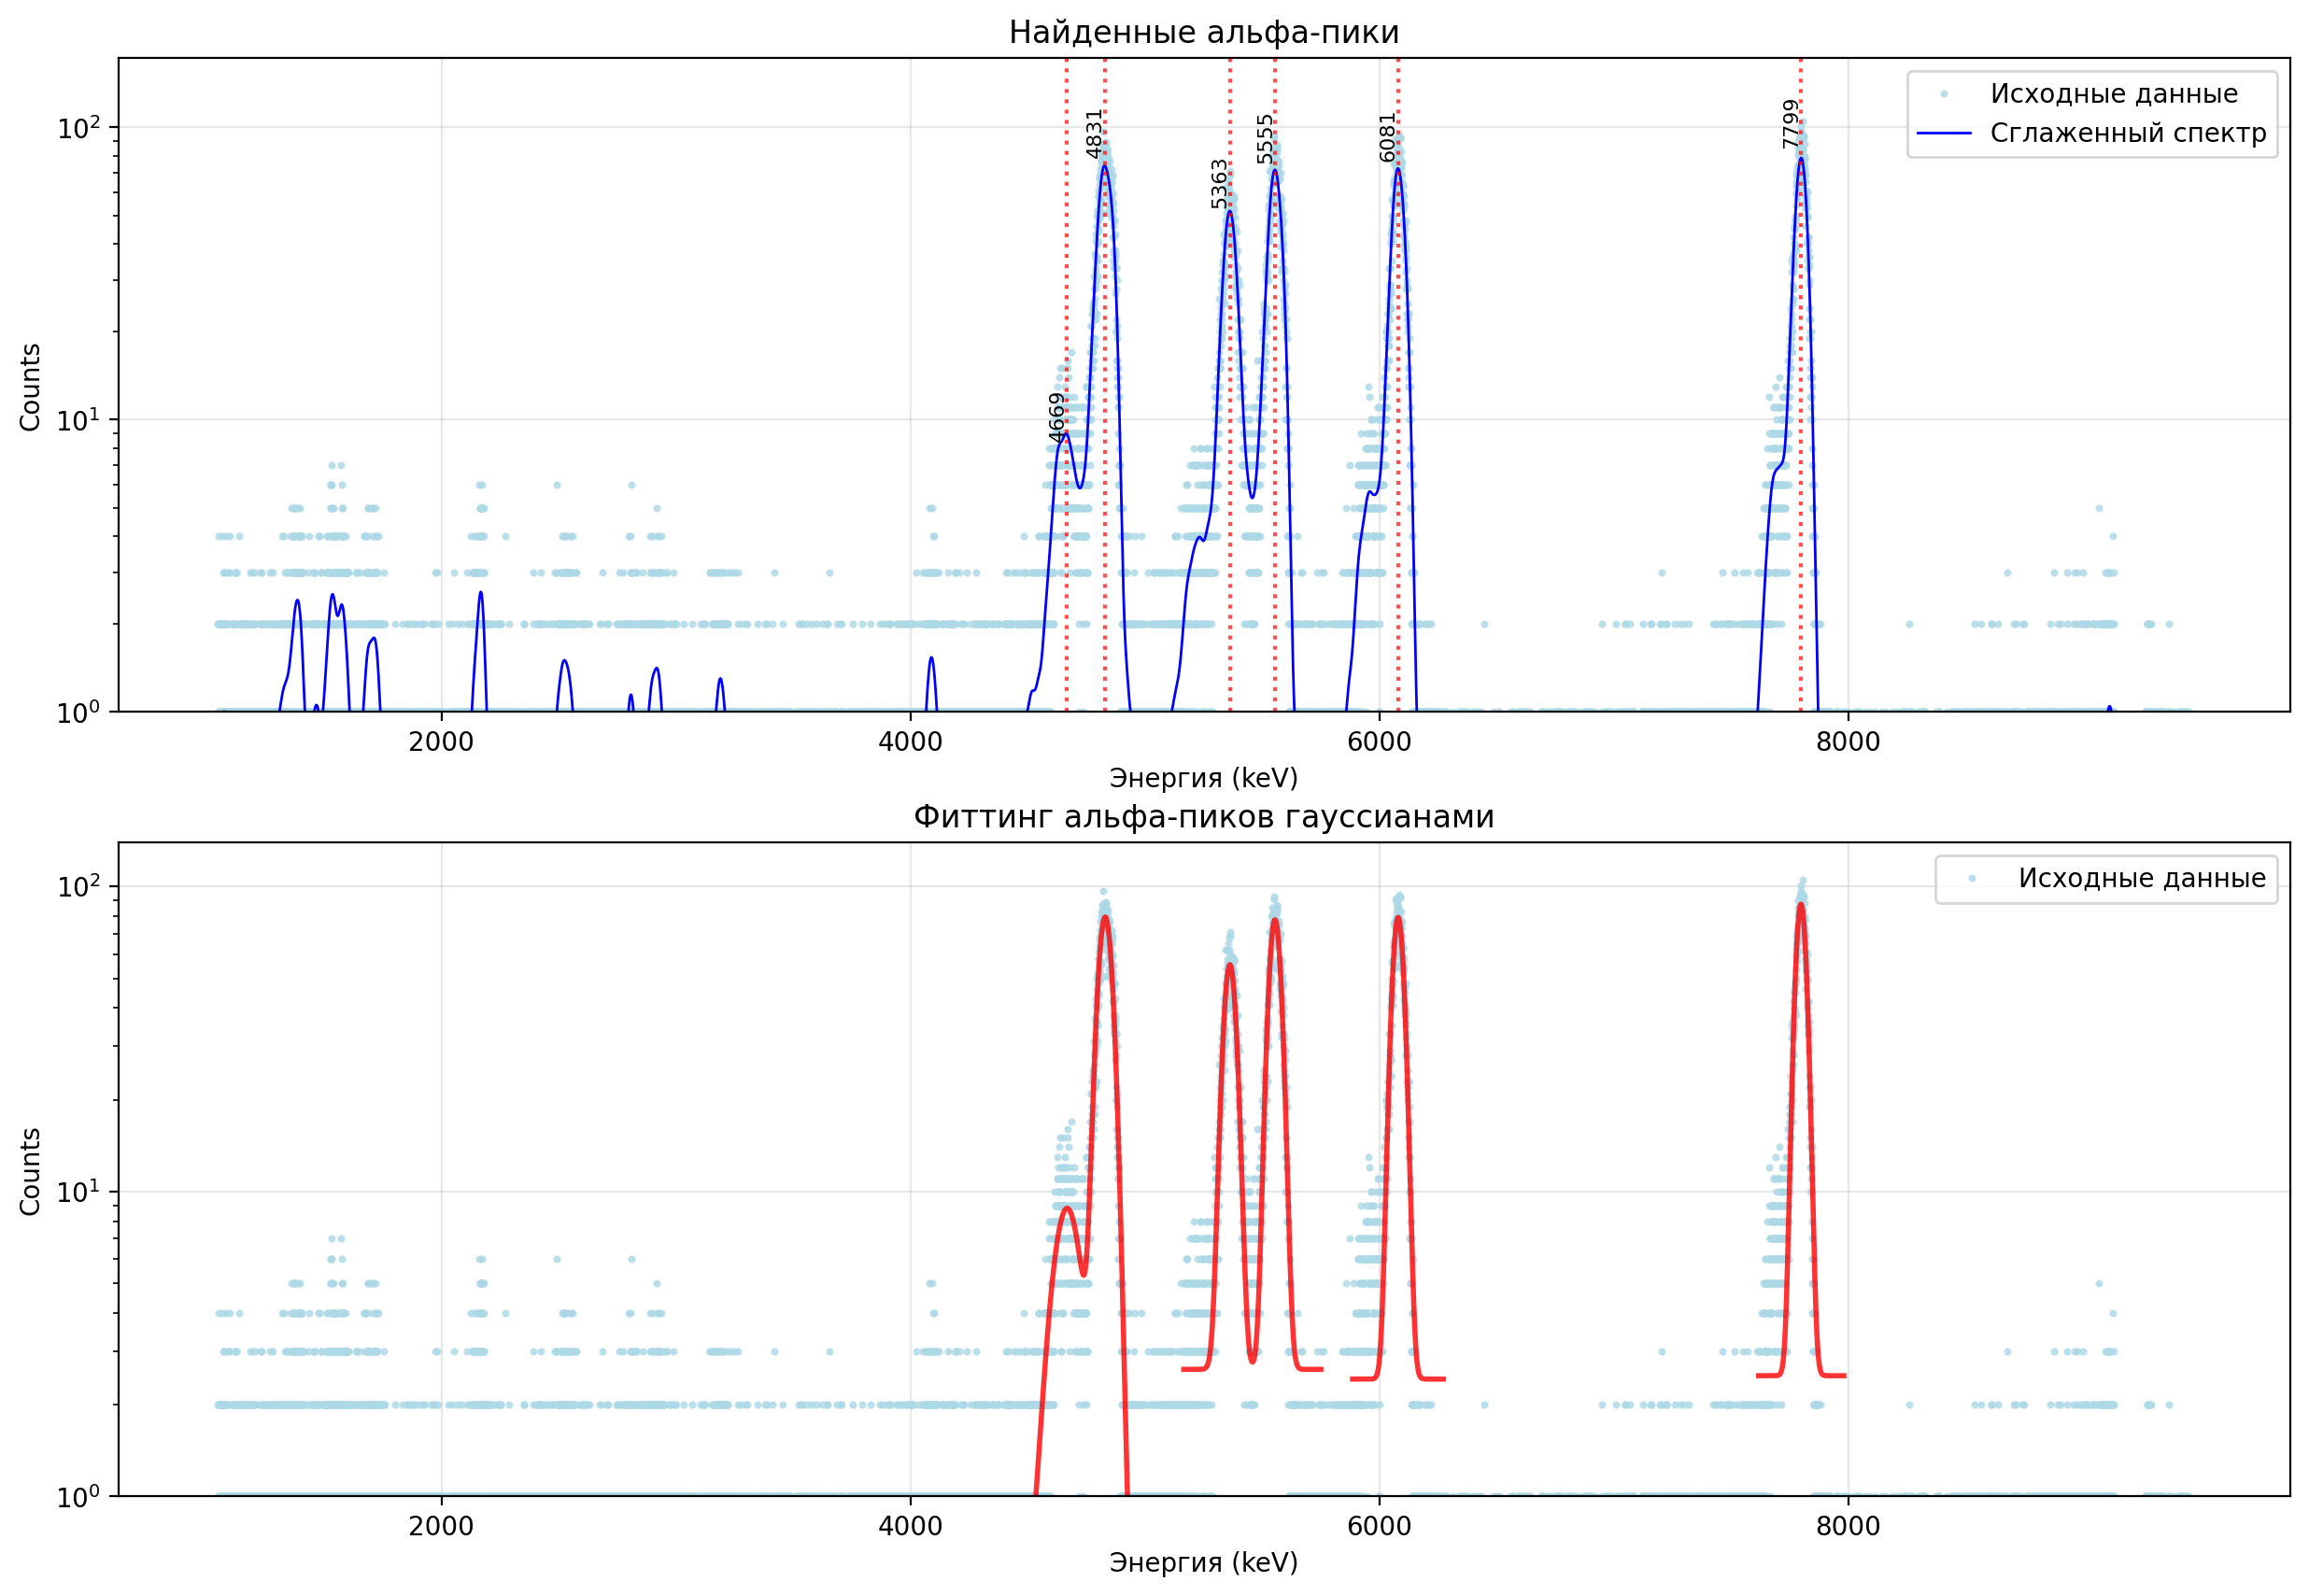 Найденные альфа-пики
Исходные данные
Сглаженный спектр
4669
4831
5363
5555
6081
7799
10²
10¹
10⁰
Counts
2000 4000 6000 8000
Энергия (keV)
Фиттинг альфа-пиков гауссианами
Исходные данные
10²
10¹
10⁰
Counts
2000 4000 6000 8000
Энергия (keV)